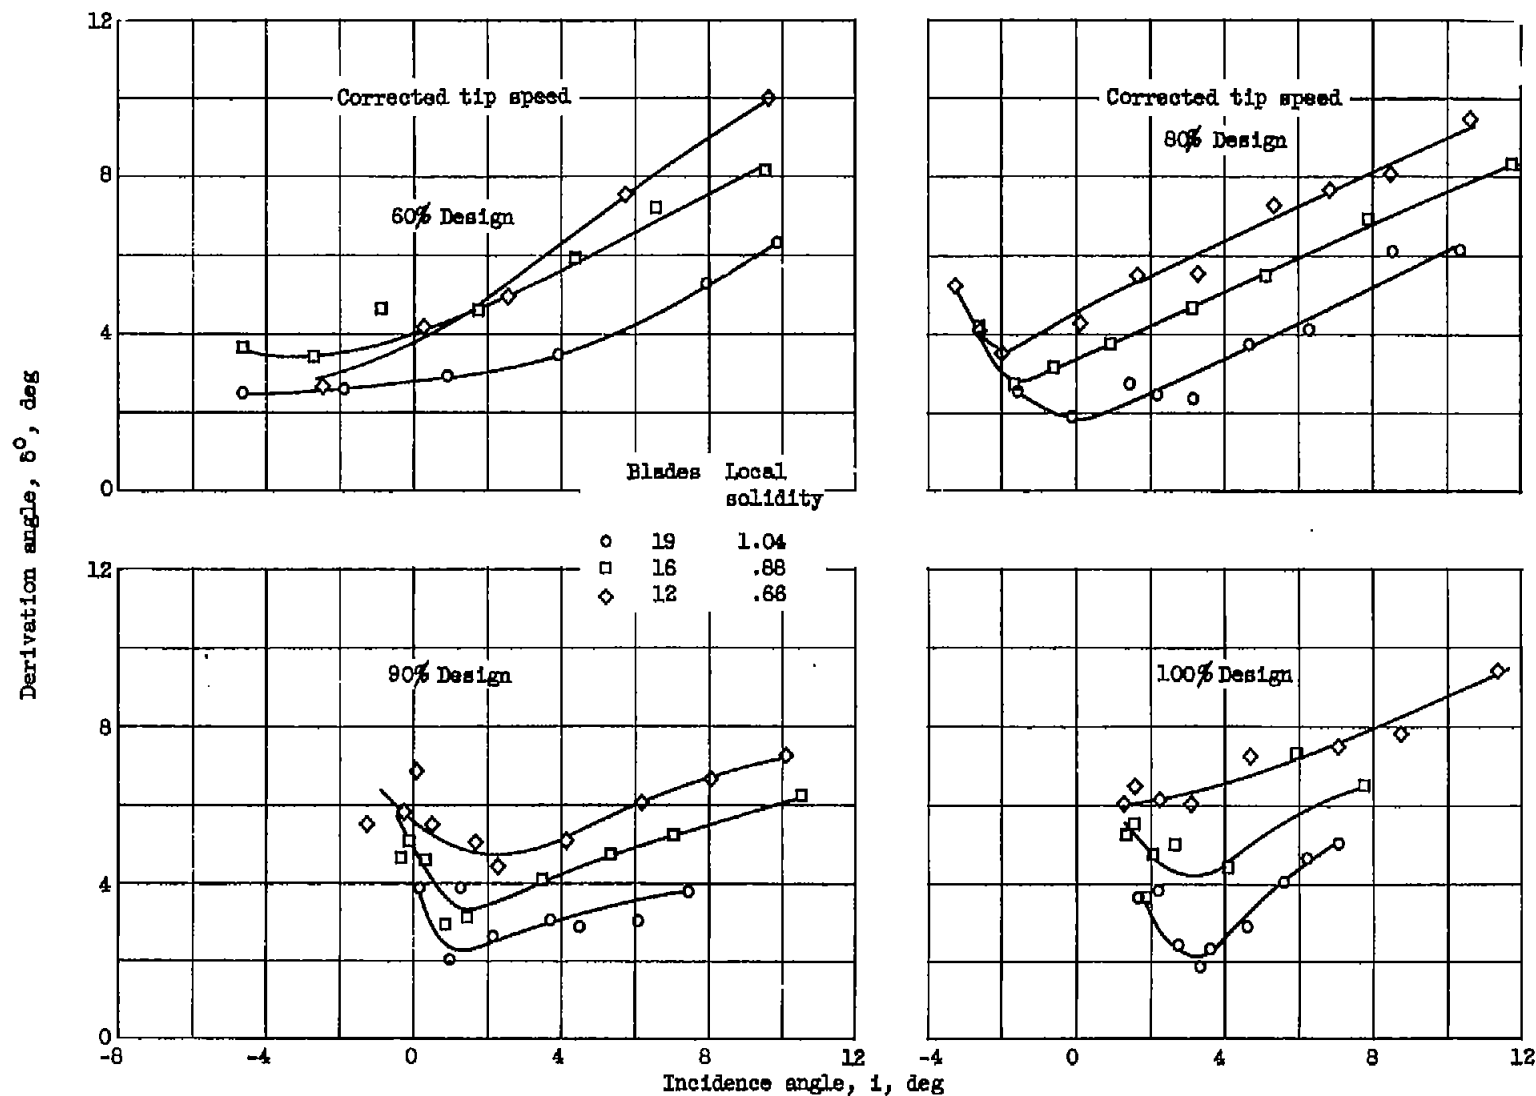 12
8
4
0
Corrected tip speed
60% Design
Corrected tip speed
80% Design
Blades Local
solidity
o 19 1.04
□ 16 .88
◇ 12 .66
12
8
4
0
90% Design
100% Design
-8 -4 0 4 8 12
-4 0 4 8 12
Incidence angle, i, deg
Derivation angle, δ°, deg